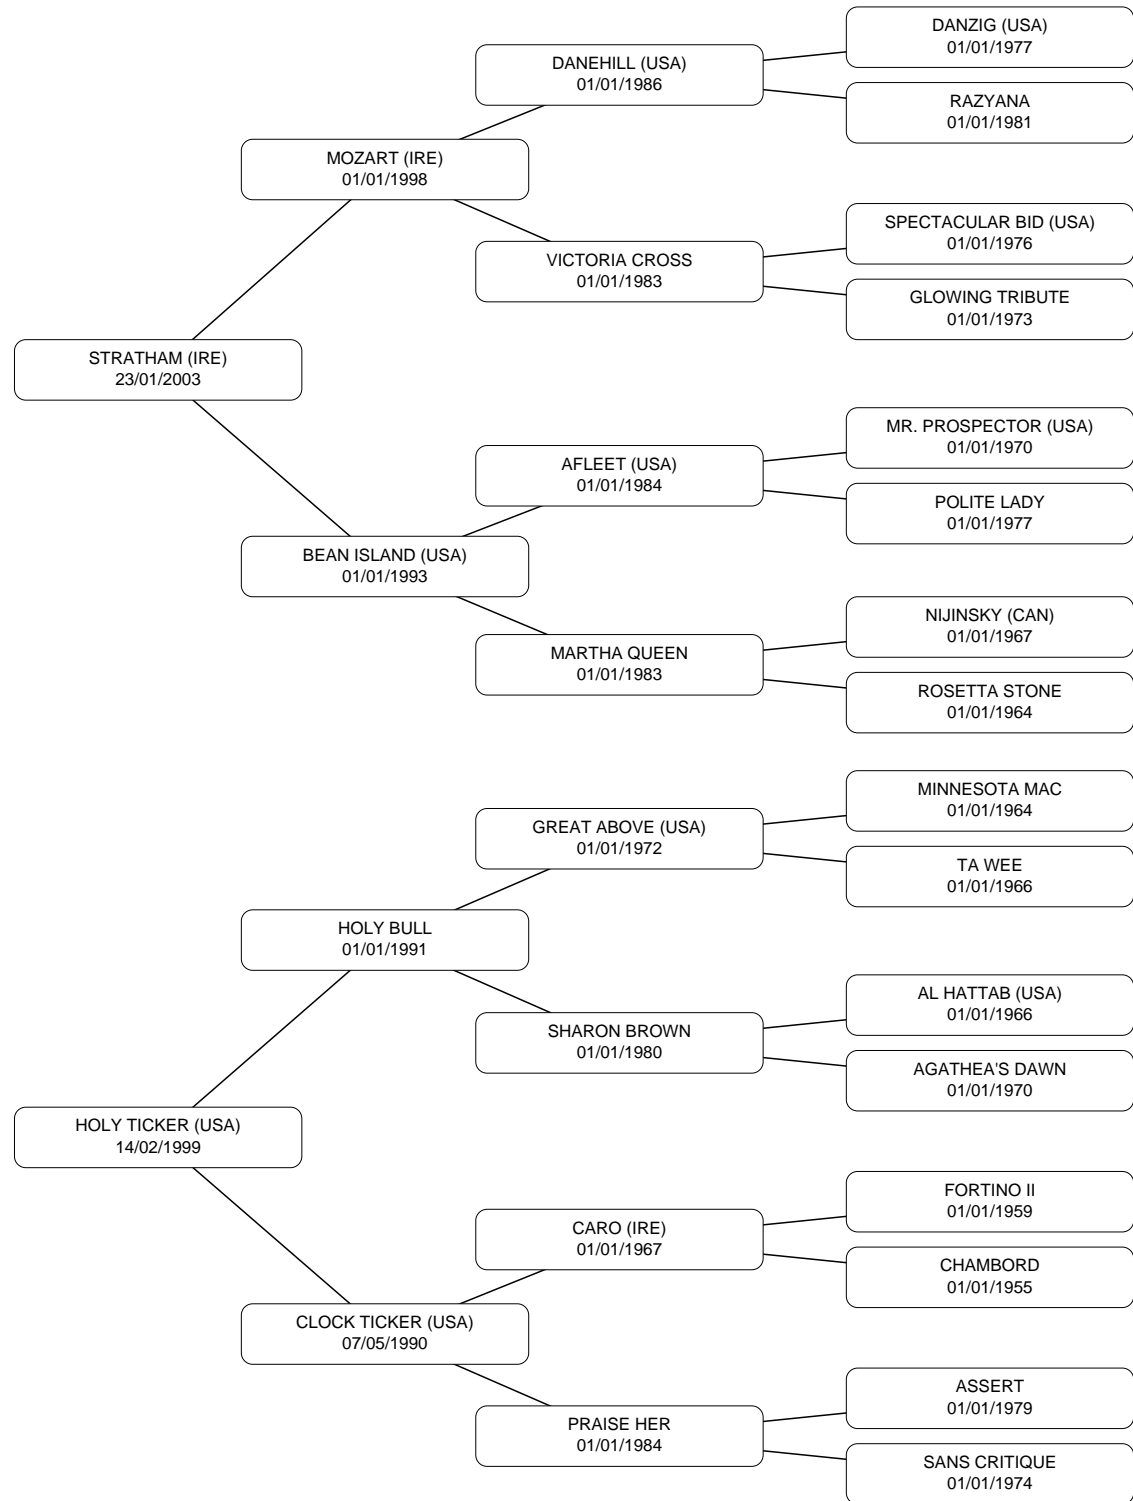 DANZIG (USA)
01/01/1977
DANEHILL (USA)
01/01/1986
RAZYANA
01/01/1981
MOZART (IRE)
01/01/1998
SPECTACULAR BID (USA)
01/01/1976
VICTORIA CROSS
01/01/1983
GLOWING TRIBUTE
01/01/1973
STRATHAM (IRE)
23/01/2003
MR. PROSPECTOR (USA)
01/01/1970
AFLEET (USA)
01/01/1984
POLITE LADY
01/01/1977
BEAN ISLAND (USA)
01/01/1993
NIJINSKY (CAN)
01/01/1967
MARTHA QUEEN
01/01/1983
ROSETTA STONE
01/01/1964
MINNESOTA MAC
01/01/1964
GREAT ABOVE (USA)
01/01/1972
TA WEE
01/01/1966
HOLY BULL
01/01/1991
AL HATTAB (USA)
01/01/1966
SHARON BROWN
01/01/1980
AGATHEA'S DAWN
01/01/1970
HOLY TICKER (USA)
14/02/1999
FORTINO II
01/01/1959
CARO (IRE)
01/01/1967
CHAMBORD
01/01/1955
CLOCK TICKER (USA)
07/05/1990
ASSERT
01/01/1979
PRAISE HER
01/01/1984
SANS CRITIQUE
01/01/1974